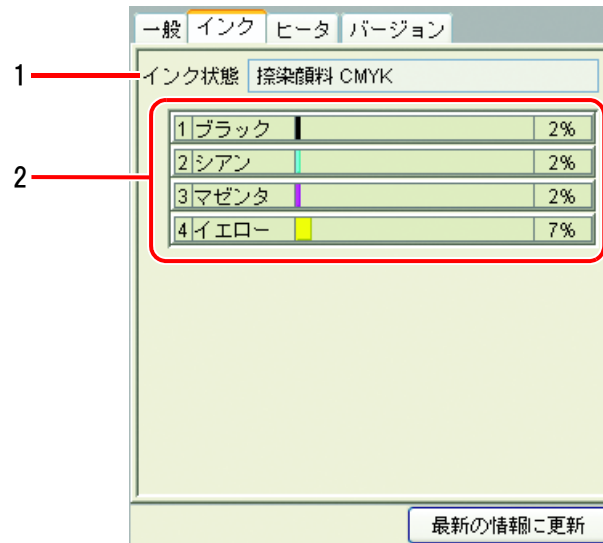 一般 インク ヒータ バージョン
1 インク状態 捺染顔料 CMYK
2
1 ブラック 2%
2 シアン 2%
3 マゼンタ 2%
4 イエロー 7%
最新の情報に更新